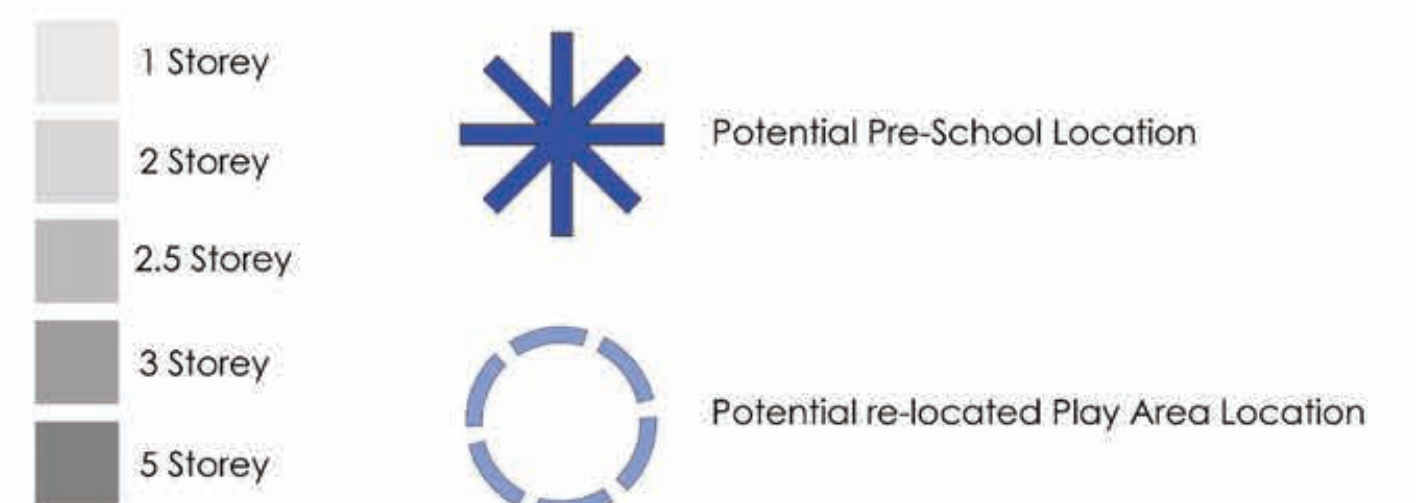 1 Storey
2 Storey
2.5 Storey
3 Storey
5 Storey
Potential Pre-School Location
Potential re-located Play Area Location